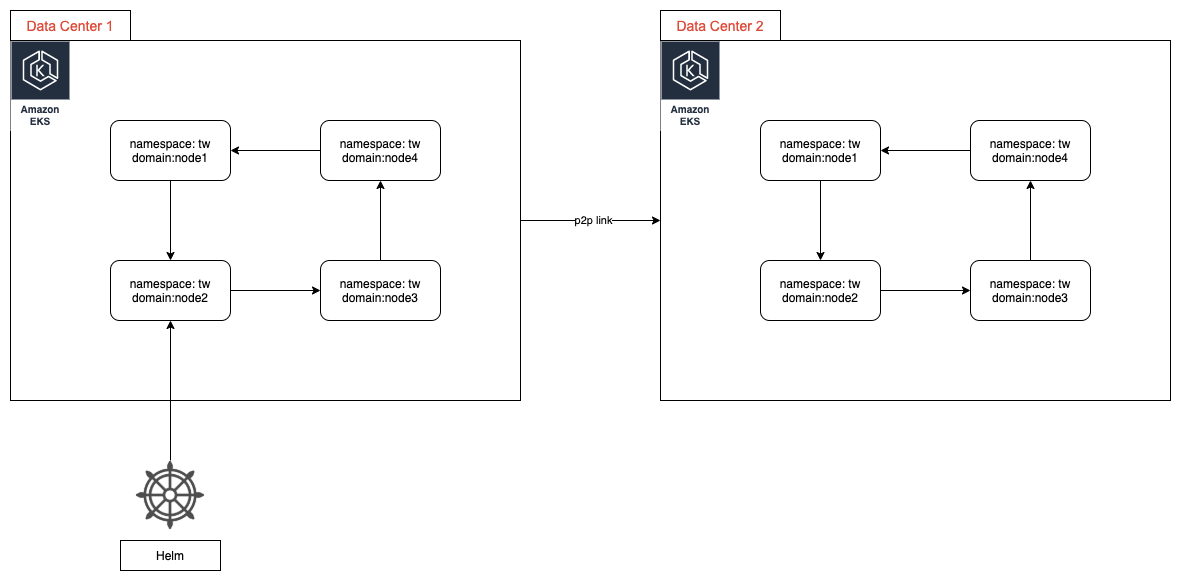 Data Center 1
Amazon
EKS
namespace: tw
domain:node1
namespace: tw
domain:node4
namespace: tw
domain:node2
namespace: tw
domain:node3
p2p link
Data Center 2
Amazon
EKS
namespace: tw
domain:node1
namespace: tw
domain:node4
namespace: tw
domain:node2
namespace: tw
domain:node3
Helm